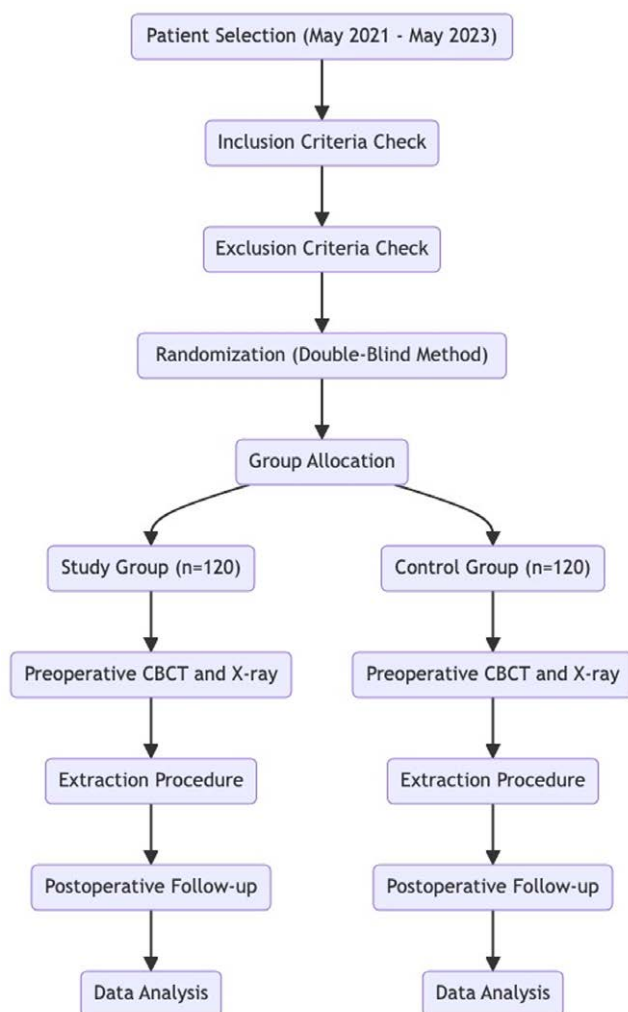 Patient Selection (May 2021 - May 2023)
Inclusion Criteria Check
Exclusion Criteria Check
Randomization (Double-Blind Method)
Group Allocation
Study Group (n=120)
Control Group (n=120)
Preoperative CBCT and X-ray
Preoperative CBCT and X-ray
Extraction Procedure
Extraction Procedure
Postoperative Follow-up
Postoperative Follow-up
Data Analysis
Data Analysis